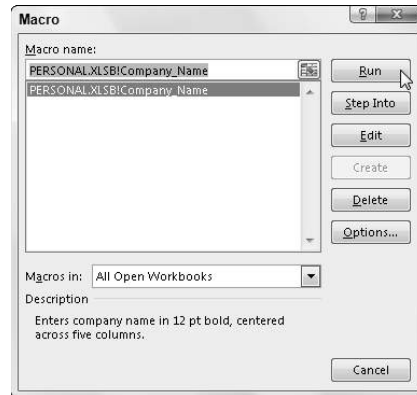 Macro
Macro name:
PERSONAL.XLSB!Company_Name
PERSONAL.XLSB!Company_Name
Run
Step Into
Edit
Create
Delete
Options...
Macros in: All Open Workbooks
Description
Enters company name in 12 pt bold, centered
across five columns.
Cancel